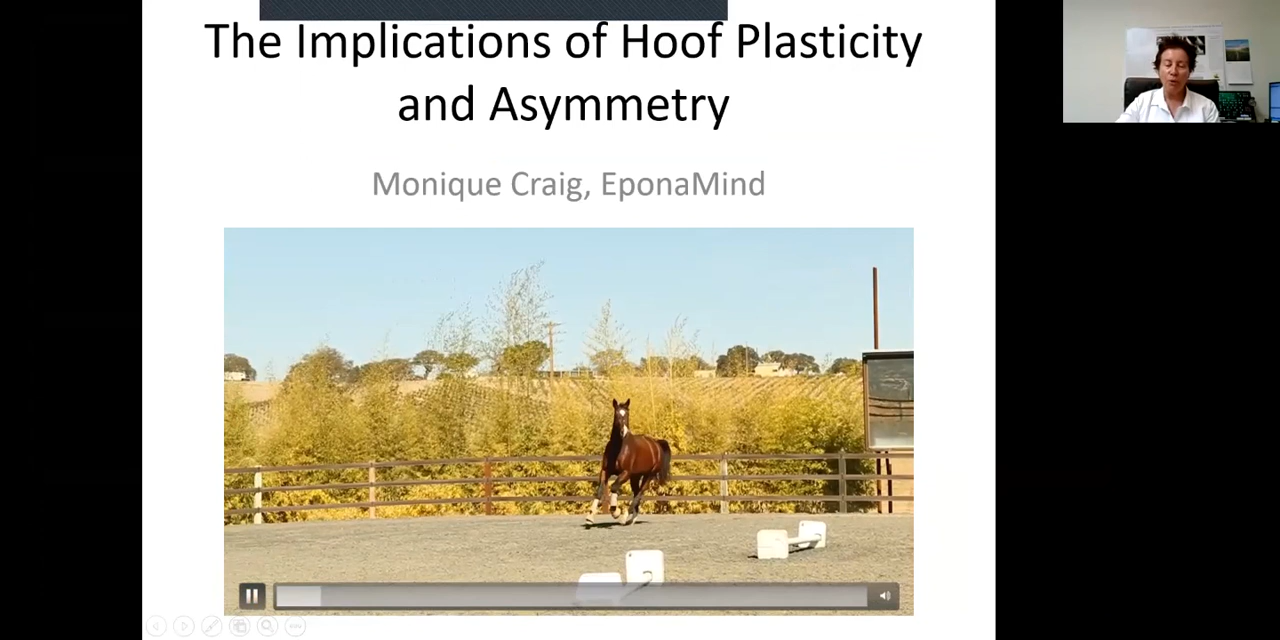 The Implications of Hoof Plasticity
and Asymmetry
Monique Craig, EponaMind